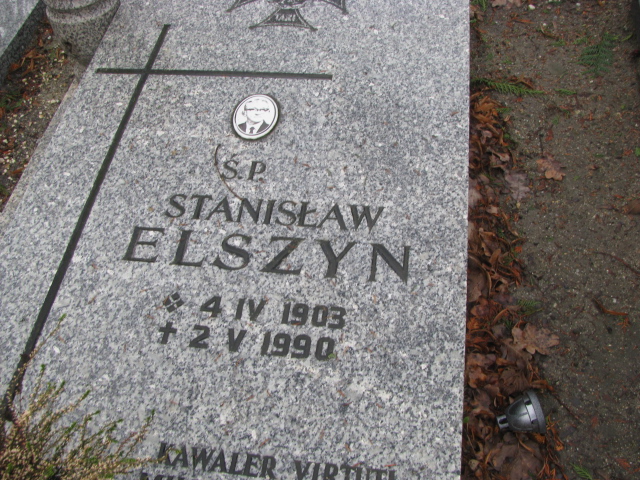 Ś.P.
STANISŁAW
ELSZYN
4 IV 1903
2 V 1990
KAWALER VIRTUTI